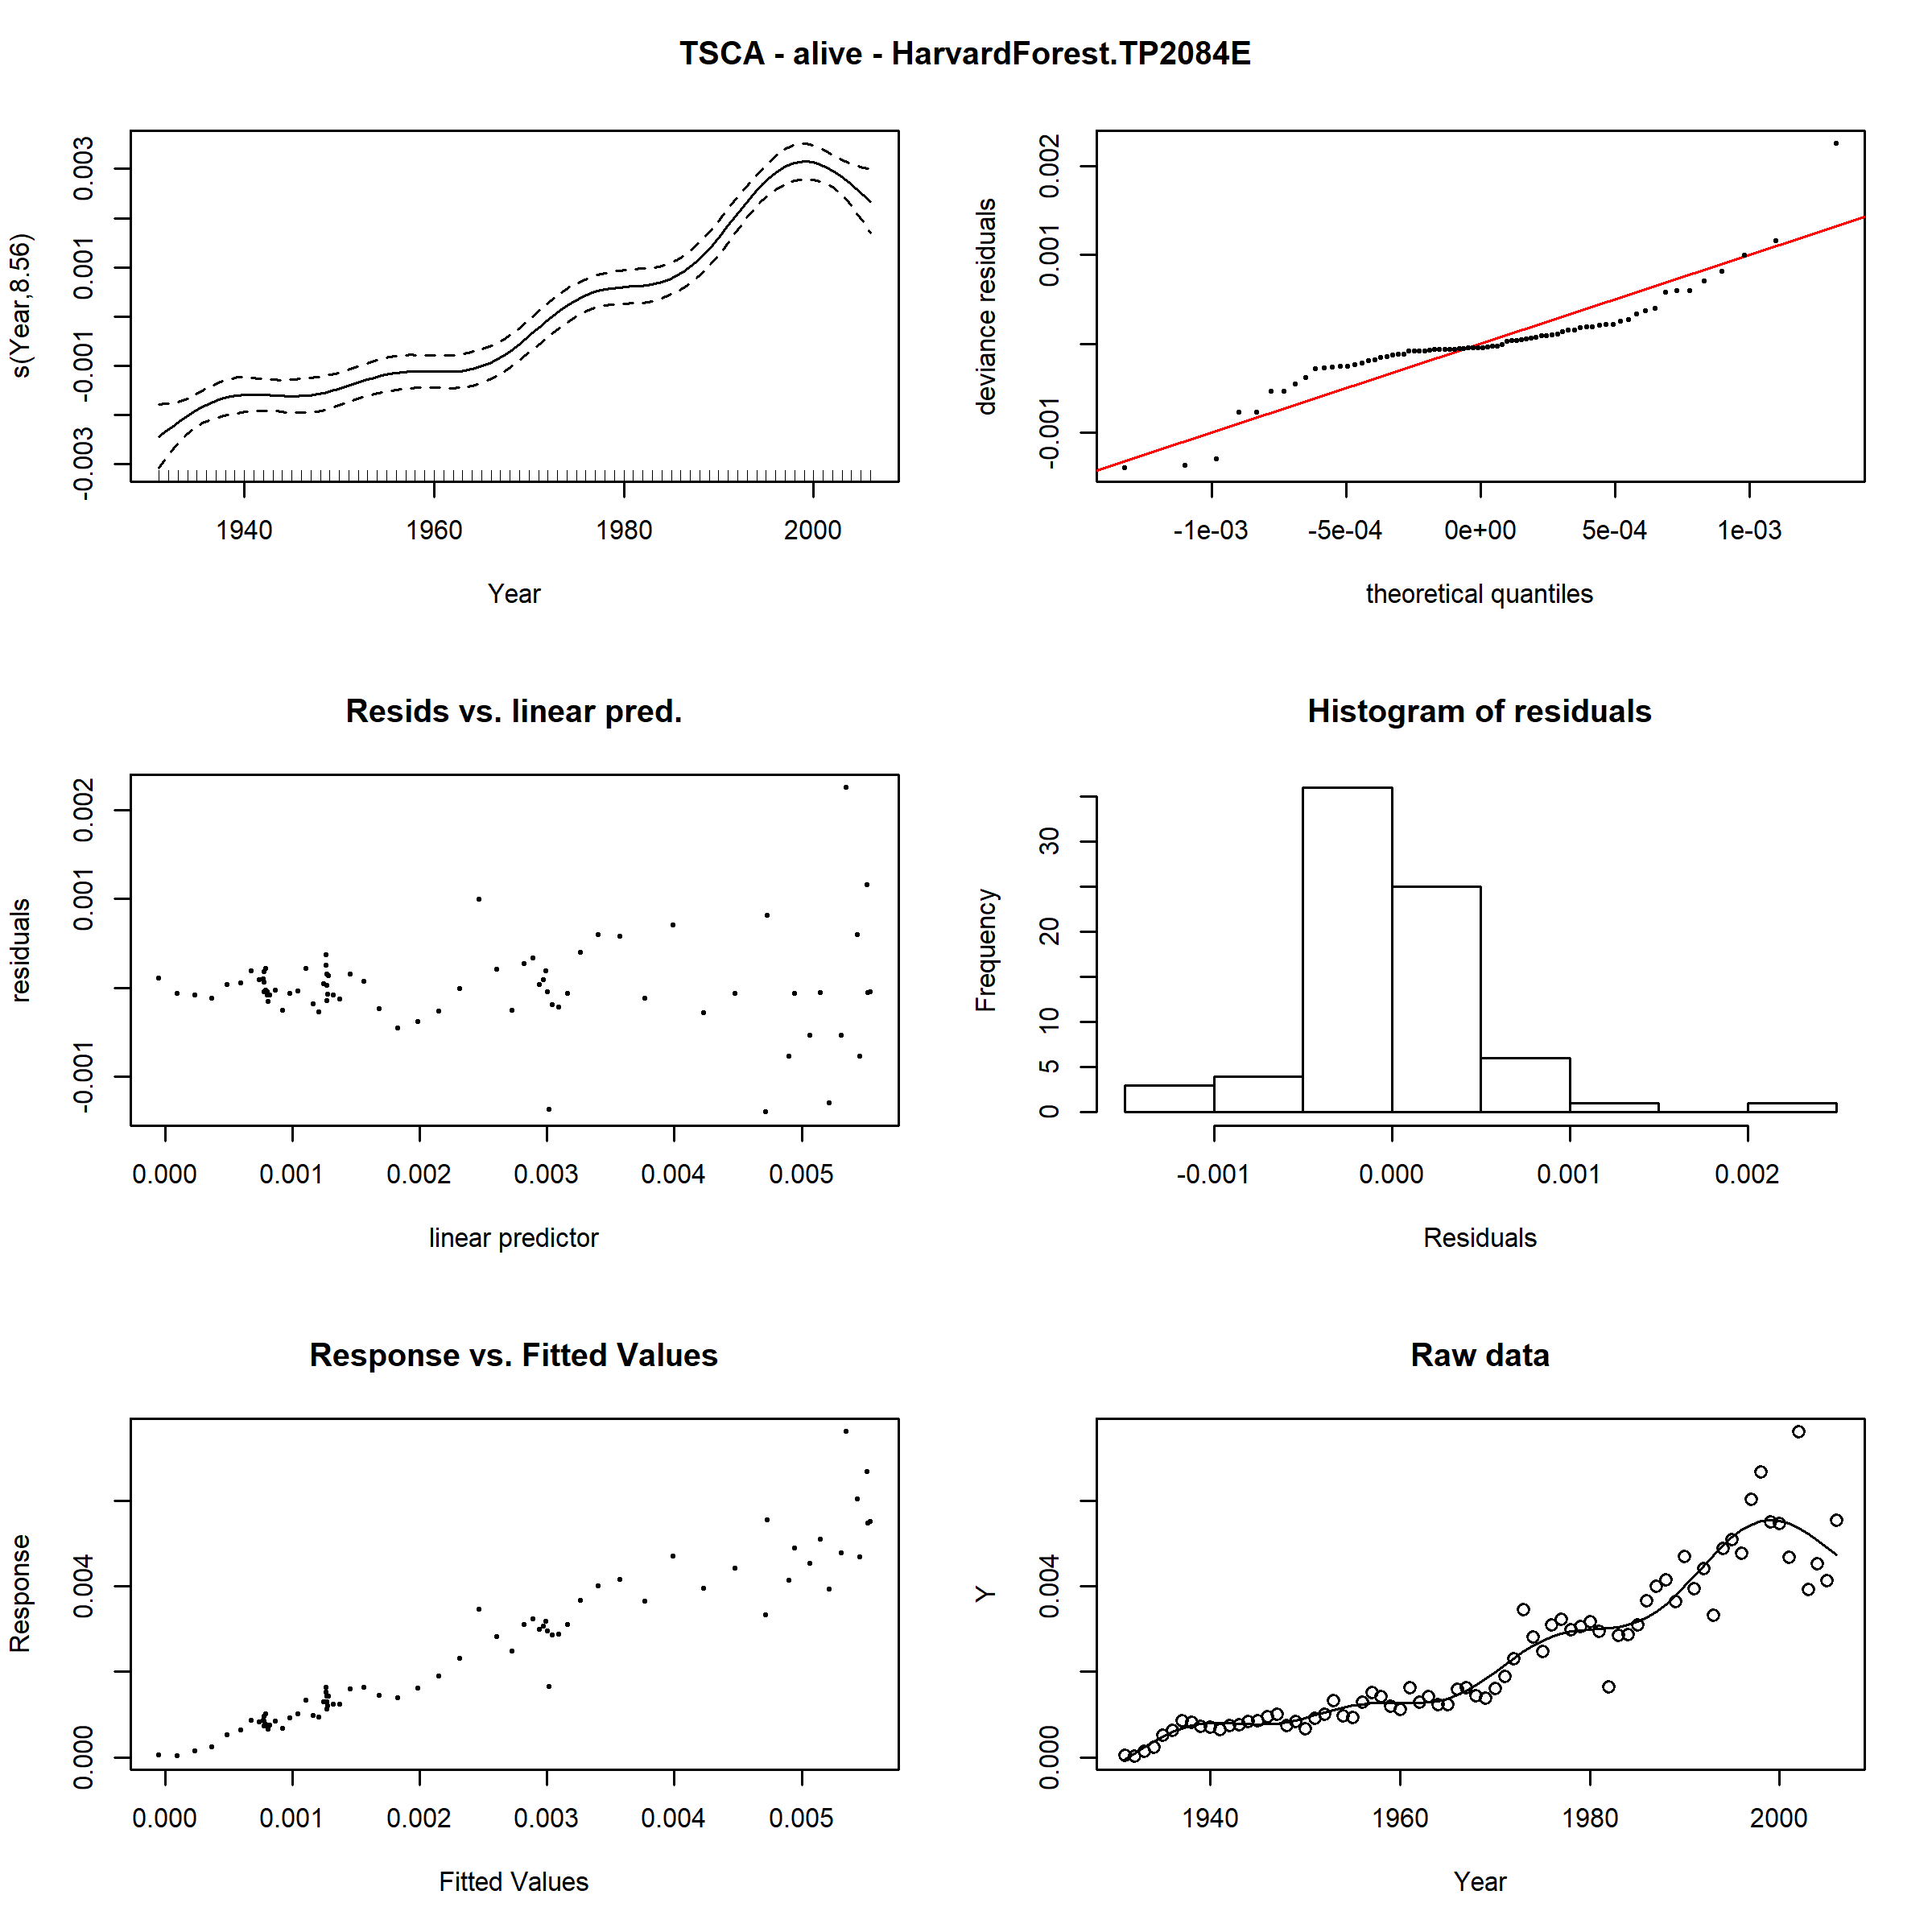 TSCA - alive - HarvardForest.TP2084E
s(Year,8.56)
0.003
0.001
-0.001
-0.003
1940 1960 1980 2000
Year
deviance residuals
0.002
0.001
-0.001
-1e-03 -5e-04 0e+00 5e-04 1e-03
theoretical quantiles
Resids vs. linear pred.
residuals
0.002
0.001
-0.001
0.000 0.001 0.002 0.003 0.004 0.005
linear predictor
Histogram of residuals
Frequency
30
20
10
5
0
-0.001 0.000 0.001 0.002
Residuals
Response vs. Fitted Values
Response
0.004
0.000
0.000 0.001 0.002 0.003 0.004 0.005
Fitted Values
Raw data
Y
0.004
0.000
1940 1960 1980 2000
Year